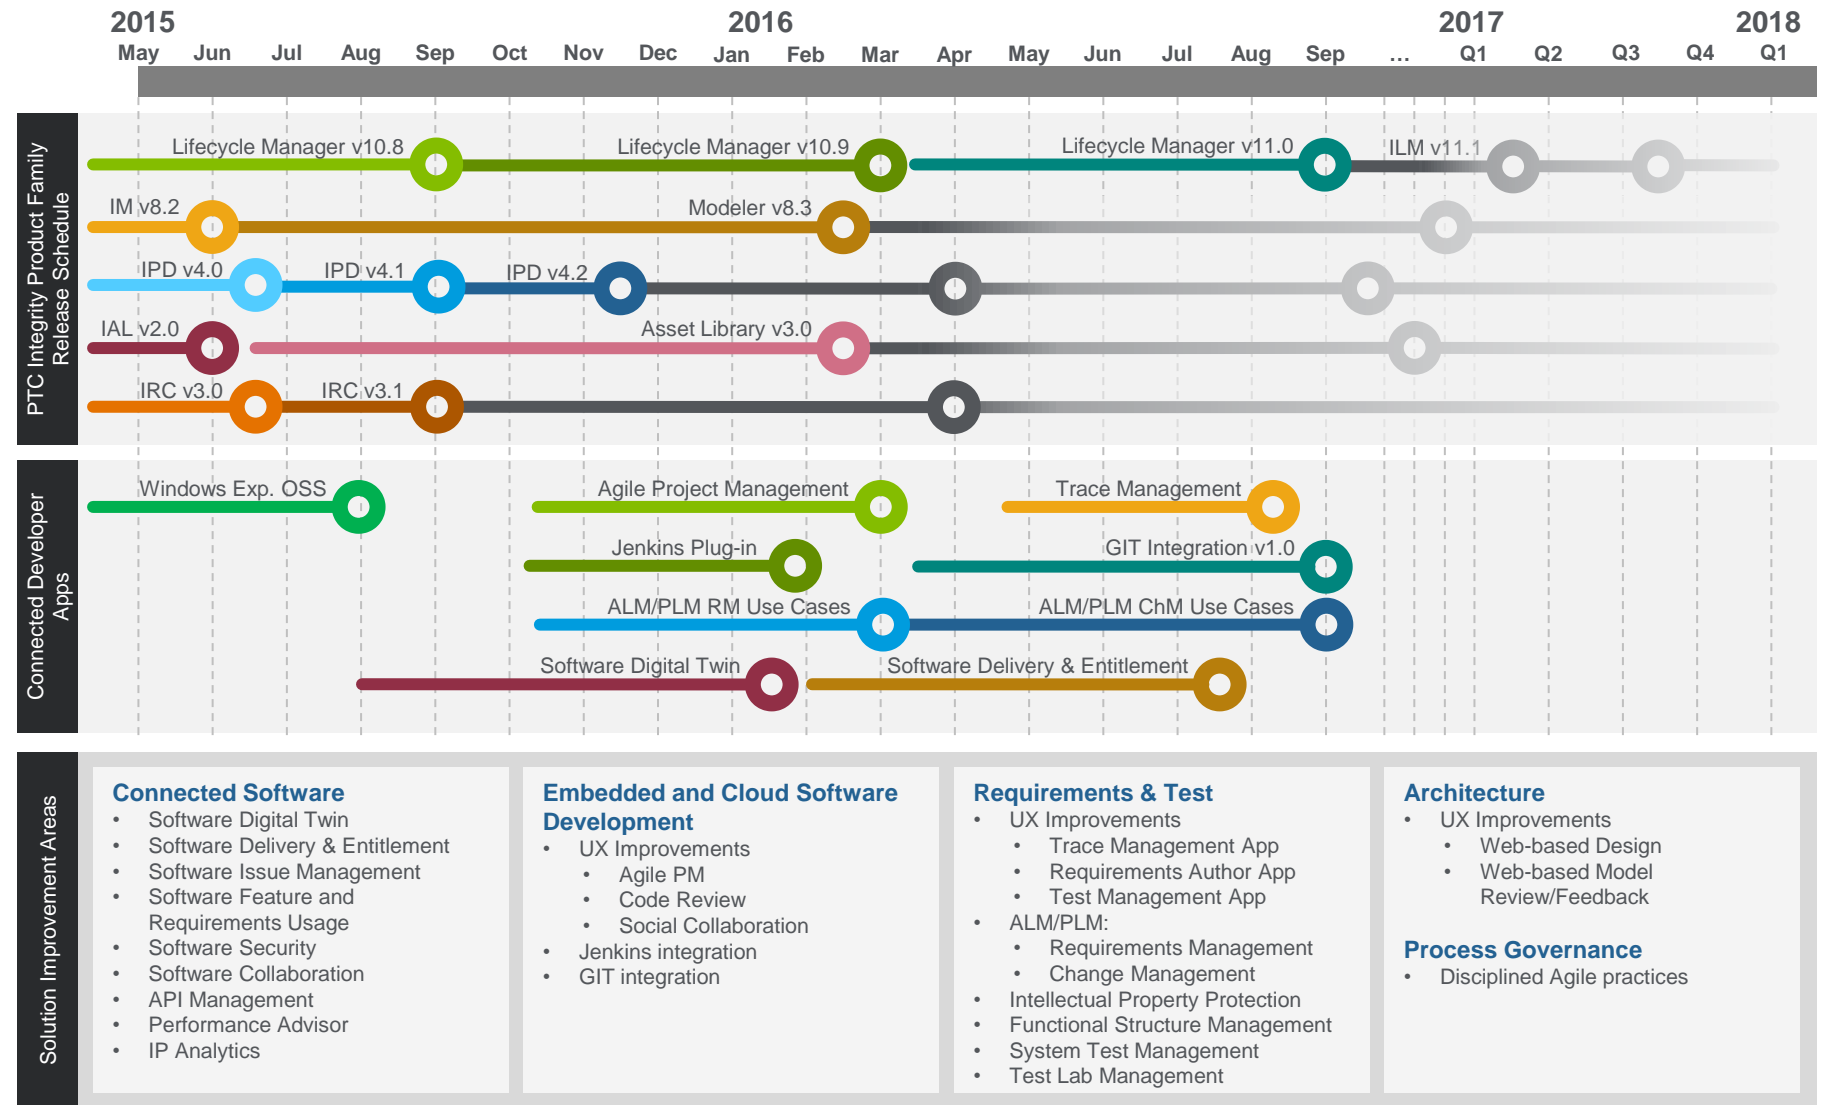 2015 2016 2017 2018
May Jun Jul Aug Sep Oct Nov Dec Jan Feb Mar Apr May Jun Jul Aug Sep … Q1 Q2 Q3 Q4 Q1
PTC Integrity Product Family
Release Schedule
Lifecycle Manager v10.8 Lifecycle Manager v10.9 Lifecycle Manager v11.0 ILM v11.1
IM v8.2 Modeler v8.3
IPD v4.0 IPD v4.1 IPD v4.2
IAL v2.0 Asset Library v3.0
IRC v3.0 IRC v3.1
Connected Developer
Apps
Windows Exp. OSS Agile Project Management Trace Management
Jenkins Plug-in GIT Integration v1.0
ALM/PLM RM Use Cases ALM/PLM ChM Use Cases
Software Digital Twin Software Delivery & Entitlement
Solution Improvement Areas
Connected Software
• Software Digital Twin
• Software Delivery & Entitlement
• Software Issue Management
• Software Feature and
Requirements Usage
• Software Security
• Software Collaboration
• API Management
• Performance Advisor
• IP Analytics
Embedded and Cloud Software
Development
• UX Improvements
• Agile PM
• Code Review
• Social Collaboration
• Jenkins integration
• GIT integration
Requirements & Test
• UX Improvements
• Trace Management App
• Requirements Author App
• Test Management App
• ALM/PLM:
• Requirements Management
• Change Management
• Intellectual Property Protection
• Functional Structure Management
• System Test Management
• Test Lab Management
Architecture
• UX Improvements
• Web-based Design
• Web-based Model
Review/Feedback
Process Governance
• Disciplined Agile practices